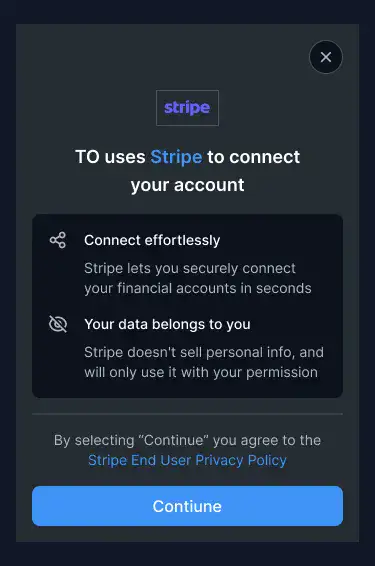 stripe
TO uses Stripe to connect
your account
Connect effortlessly
Stripe lets you securely connect
your financial accounts in seconds
Your data belongs to you
Stripe doesn't sell personal info, and
will only use it with your permission
By selecting “Continue” you agree to the
Stripe End User Privacy Policy
Contiune